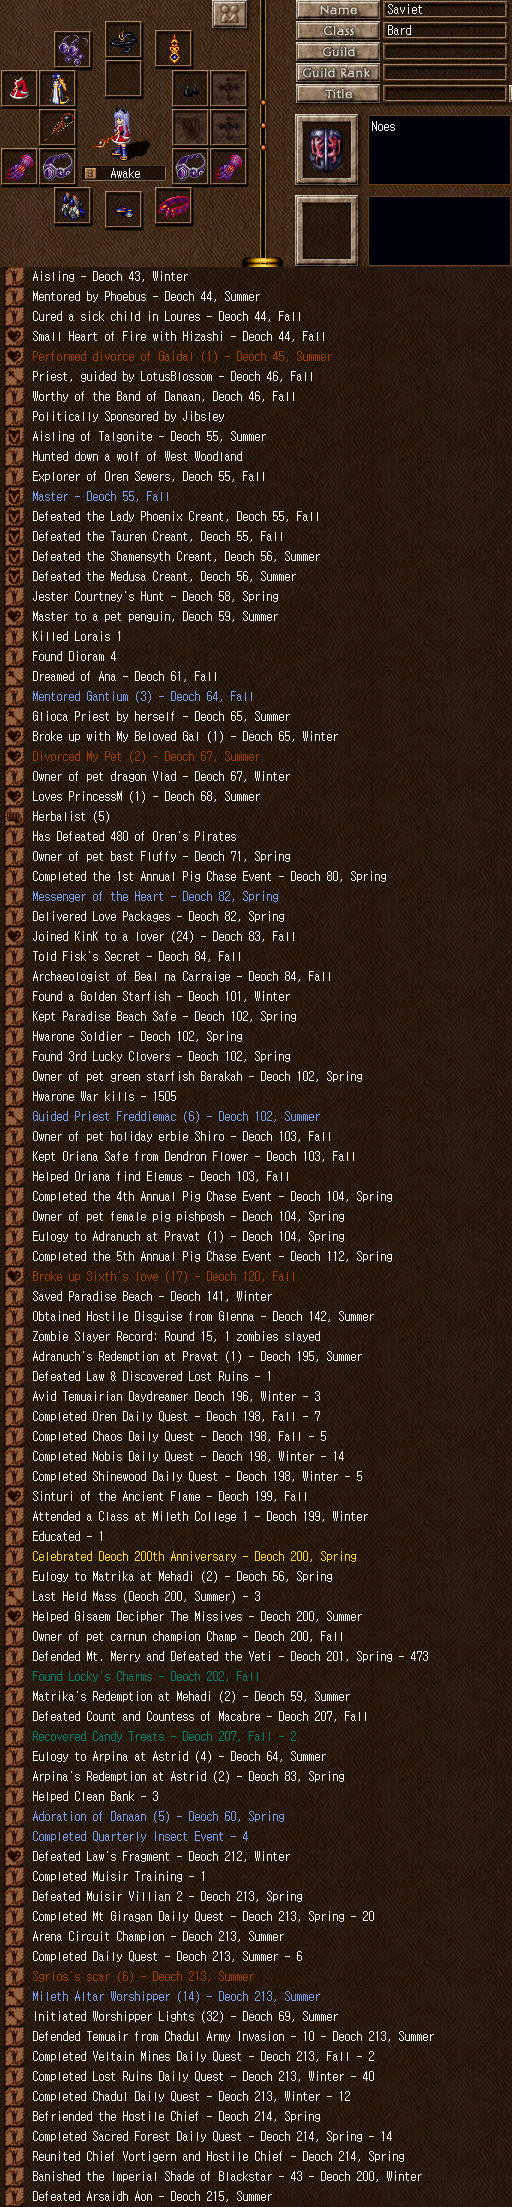 Name
Saviet
Class
Bard
Guild
Guild Rank
Title
Noes
Awake
Aisling - Deoch 43, Winter
Mentored by Phoebus - Deoch 44, Summer
Cured a sick child in Loures - Deoch 44, Fall
Small Heart of Fire with Hizashi - Deoch 44, Fall
Performed divorce of Gaidal (1) - Deoch 45, Summer
Priest, guided by LotusBlossom - Deoch 46, Fall
Worthy of the Band of Danaan, Deoch 46, Fall
Politically Sponsored by Jibsley
Aisling of Talgonite - Deoch 55, Summer
Hunted down a wolf of West Woodland
Explorer of Oren Sewers, Deoch 55, Fall
Master - Deoch 55, Fall
Defeated the Lady Phoenix Creant, Deoch 55, Fall
Defeated the Tauren Creant, Deoch 55, Fall
Defeated the Shamensyth Creant, Deoch 56, Summer
Defeated the Medusa Creant, Deoch 56, Summer
Jester Courtney's Hunt - Deoch 58, Spring
Master to a pet penguin, Deoch 59, Summer
Killed Lorais 1
Found Dioram 4
Dreamed of Ana - Deoch 61, Fall
Mentored Gantium (3) - Deoch 64, Fall
Glioca Priest by herself - Deoch 65, Summer
Broke up with My Beloved Gal (1) - Deoch 65, Winter
Divorced My Pet (2) - Deoch 67, Summer
Owner of pet dragon Vlad - Deoch 67, Winter
Loves PrincessM (1) - Deoch 68, Summer
Herbalist (5)
Has Defeated 480 of Oren's Pirates
Owner of pet bast Fluffy - Deoch 71, Spring
Completed the 1st Annual Pig Chase Event - Deoch 80, Spring
Messenger of the Heart - Deoch 82, Spring
Delivered Love Packages - Deoch 82, Spring
Joined KinK to a lover (24) - Deoch 83, Fall
Told Fisk's Secret - Deoch 84, Fall
Archaeologist of Beal na Carraige - Deoch 84, Fall
Found a Golden Starfish - Deoch 101, Winter
Kept Paradise Beach Safe - Deoch 102, Spring
Hwarone Soldier - Deoch 102, Spring
Found 3rd Lucky Clovers - Deoch 102, Spring
Owner of pet green starfish Barakah - Deoch 102, Spring
Hwarone War kills - 1505
Guided Priest Freddiemac (6) - Deoch 102, Summer
Owner of pet holiday erbie Shiro - Deoch 103, Fall
Kept Oriana Safe from Dendron Flower - Deoch 103, Fall
Helped Oriana find Elemus - Deoch 103, Fall
Completed the 4th Annual Pig Chase Event - Deoch 104, Spring
Owner of pet female pig pishposh - Deoch 104, Spring
Eulogy to Adranuch at Pravat (1) - Deoch 104, Spring
Completed the 5th Annual Pig Chase Event - Deoch 112, Spring
Broke up Sixth's love (17) - Deoch 120, Fall
Saved Paradise Beach - Deoch 141, Winter
Obtained Hostile Disguise from Glenna - Deoch 142, Summer
Zombie Slayer Record: Round 15, 1 zombies slayed
Adranuch's Redemption at Pravat (1) - Deoch 195, Summer
Defeated Law & Discovered Lost Ruins - 1
Avid Temuairian Daydreamer Deoch 196, Winter - 3
Completed Oren Daily Quest - Deoch 198, Fall - 7
Completed Chaos Daily Quest - Deoch 198, Fall - 5
Completed Nobis Daily Quest - Deoch 198, Winter - 14
Completed Shinewood Daily Quest - Deoch 198, Winter - 5
Sinturi of the Ancient Flame - Deoch 199, Fall
Attended a Class at Mileth College 1 - Deoch 199, Winter
Educated - 1
Celebrated Deoch 200th Anniversary - Deoch 200, Spring
Eulogy to Matrika at Mehadi (2) - Deoch 56, Spring
Last Held Mass (Deoch 200, Summer) - 3
Helped Gisaem Decipher The Missives - Deoch 200, Summer
Owner of pet carnun champion Champ - Deoch 200, Fall
Defended Mt. Merry and Defeated the Yeti - Deoch 201, Spring - 473
Found Locky's Charms - Deoch 202, Fall
Matrika's Redemption at Mehadi (2) - Deoch 59, Summer
Defeated Count and Countess of Macabre - Deoch 207, Fall
Recovered Candy Treats - Deoch 207, Fall - 2
Eulogy to Arpina at Astrid (4) - Deoch 64, Summer
Arpina's Redemption at Astrid (2) - Deoch 83, Spring
Helped Clean Bank - 3
Adoration of Danaan (5) - Deoch 60, Spring
Completed Quarterly Insect Event - 4
Defeated Law's Fragment - Deoch 212, Winter
Completed Muisir Training - 1
Defeated Muisir Villian 2 - Deoch 213, Spring
Completed Mt Giragan Daily Quest - Deoch 213, Spring - 20
Arena Circuit Champion - Deoch 213, Summer
Completed Daily Quest - Deoch 213, Summer - 6
Sgrios's scar (6) - Deoch 213, Summer
Mileth Altar Worshipper (14) - Deoch 213, Summer
Initiated Worshipper Lights (32) - Deoch 69, Summer
Defended Temuair from Chadul Army Invasion - 10 - Deoch 213, Summer
Completed Veltain Mines Daily Quest - Deoch 213, Fall - 2
Completed Lost Ruins Daily Quest - Deoch 213, Winter - 40
Completed Chadul Daily Quest - Deoch 213, Winter - 12
Befriended the Hostile Chief - Deoch 214, Spring
Completed Sacred Forest Daily Quest - Deoch 214, Spring - 14
Reunited Chief Vortigern and Hostile Chief - Deoch 214, Spring
Banished the Imperial Shade of Blackstar - 43 - Deoch 200, Winter
Defeated Arsaidh Aon - Deoch 215, Summer